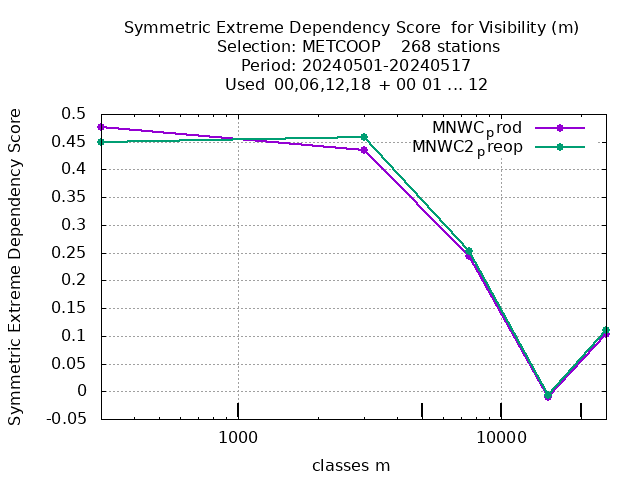 Symmetric Extreme Dependency Score for Visibility (m)
Selection: METCOOP 268 stations
Period: 20240501-20240517
Used 00,06,12,18 + 00 01 ... 12
Symmetric Extreme Dependency Score
0.5
0.45
0.4
0.35
0.3
0.25
0.2
0.15
0.1
0.05
0
-0.05
MNWCprod
MNWC2preop
1000 10000
classes m